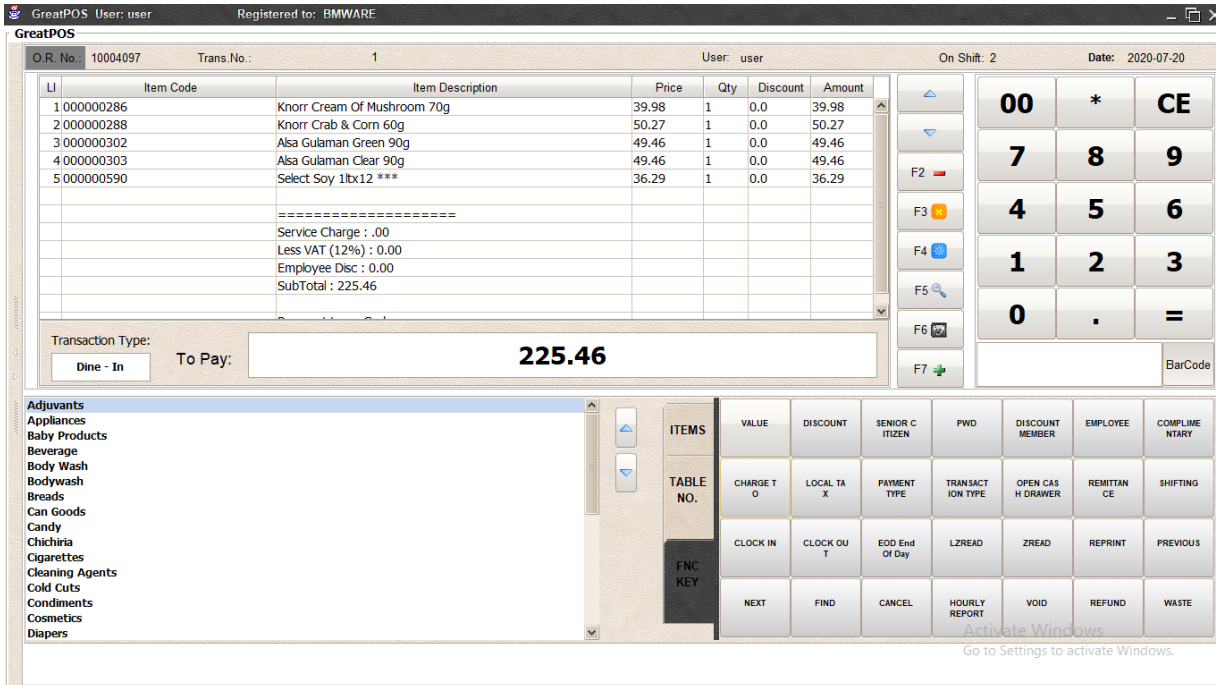 GreatPOS User: user Registered to: BMWARE
GreatPOS
O.R. No.: 10004097 Trans.No.: 1 User: user On Shift: 2 Date: 2020-07-20
LI Item Code Item Description Price Qty Discount Amount
1 000000286 Knorr Cream Of Mushroom 70g 39.98 1 0.0 39.98
2 000000288 Knorr Crab & Corn 60g 50.27 1 0.0 50.27
3 000000302 Alsa Gulaman Green 90g 49.46 1 0.0 49.46
4 000000303 Alsa Gulaman Clear 90g 49.46 1 0.0 49.46
5 000000590 Select Soy 1ltx12 *** 36.29 1 0.0 36.29
=====================
Service Charge : .00
Less VAT (12%) : 0.00
Employee Disc : 0.00
SubTotal : 225.46
F2
F3
F4
F5
F6
F7
00 * CE
7 8 9
4 5 6
1 2 3
0 . =
BarCode
Transaction Type:
Dine - In
To Pay: 225.46
Adjuvants
Appliances
Baby Products
Beverage
Body Wash
Bodywash
Breads
Can Goods
Candy
Chichiria
Cigarettes
Cleaning Agents
Cold Cuts
Condiments
Cosmetics
Diapers
ITEMS
TABLE
NO.
FNC
KEY
VALUE DISCOUNT SENIOR C
ITIZEN PWD DISCOUNT
MEMBER EMPLOYEE COMPLIME
NTARY
CHARGE T
O LOCAL TA
X PAYMENT
TYPE TRANSACT
ION TYPE OPEN CAS
H DRAWER REMITTAN
CE SHIFTING
CLOCK IN CLOCK OU
T EOD End
Of Day LZREAD ZREAD REPRINT PREVIOUS
NEXT FIND CANCEL HOURLY
REPORT VOID REFUND WASTE
Activate Windows
Go to Settings to activate Windows.